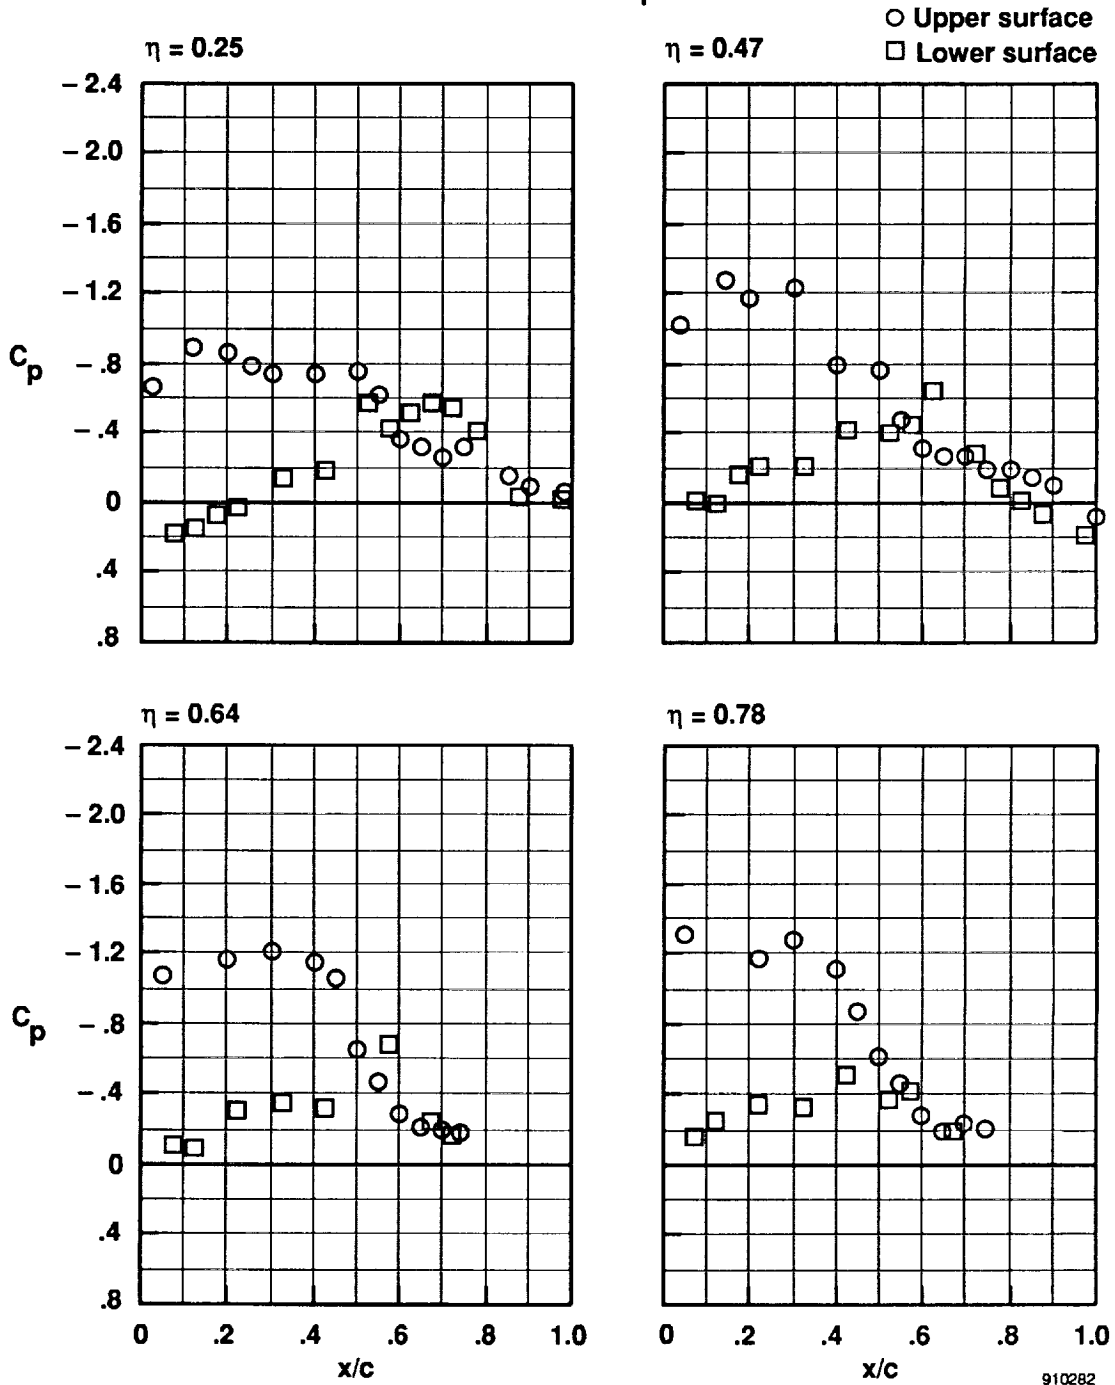 ○ Upper surface
□ Lower surface
η = 0.25
η = 0.47
– 2.4
– 2.0
– 1.6
– 1.2
Cp
– .8
– .4
0
.4
.8
η = 0.64
η = 0.78
– 2.4
– 2.0
– 1.6
– 1.2
Cp
– .8
– .4
0
.4
.8
0 .2 .4 .6 .8 1.0
0 .2 .4 .6 .8 1.0
x/c
x/c
910282